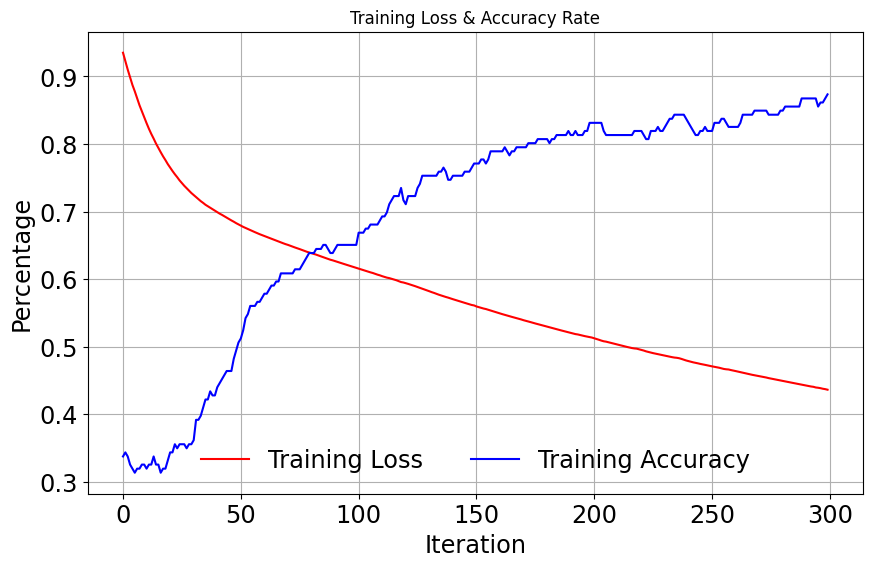 Training Loss & Accuracy Rate
Percentage
0.9
0.8
0.7
0.6
0.5
0.4
0.3
Training Loss
Training Accuracy
0 50 100 150 200 250 300
Iteration